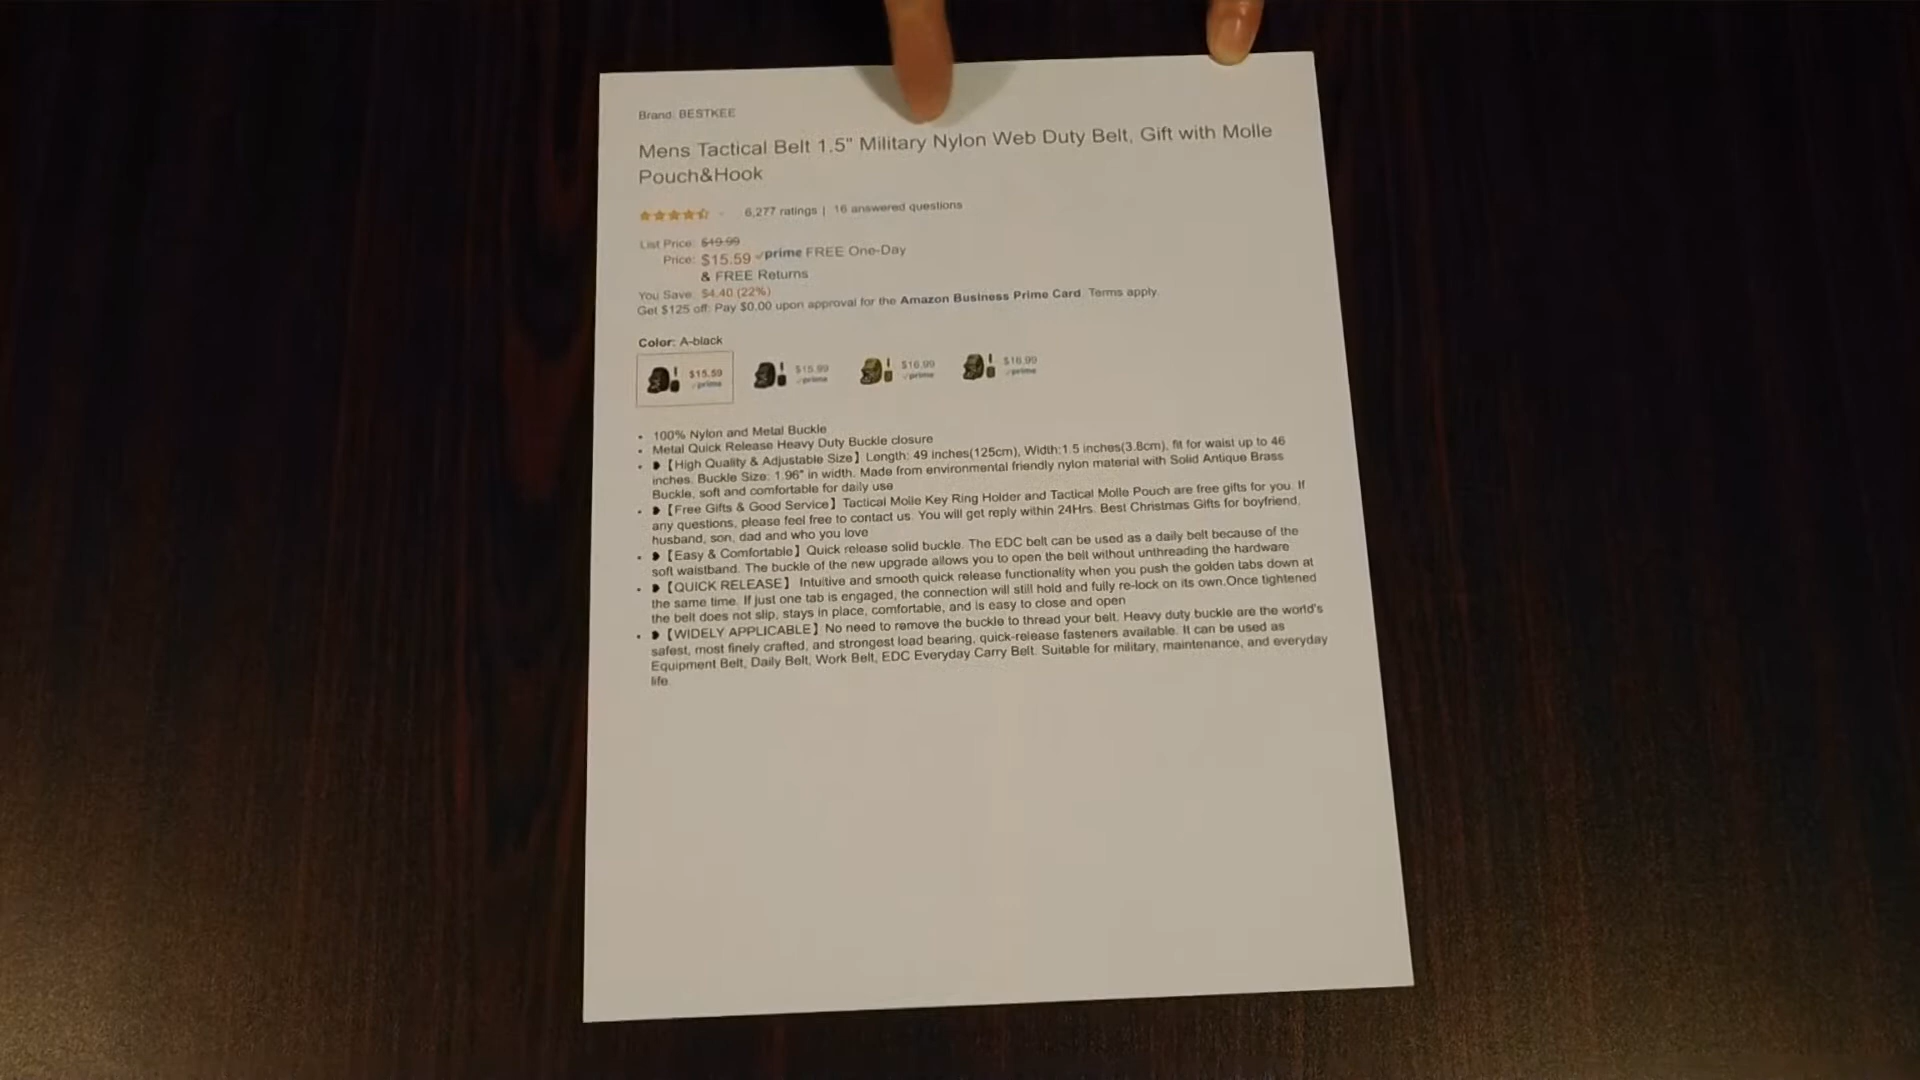 Brand: BESTKEE
Mens Tactical Belt 1.5" Military Nylon Web Duty Belt, Gift with Molle
Pouch&Hook
6,277 ratings | 16 answered questions
List Price: $19.99
Price: $15.59 prime FREE One-Day
& FREE Returns
You Save: $4.40 (22%)
Get $125 off: Pay $0.00 upon approval for the Amazon Business Prime Card. Terms apply.
Color: A-black
$15.59 $15.99 $16.99 $16.99
prime prime prime prime
• 100% Nylon and Metal Buckle
• Metal Quick Release Heavy Duty Buckle closure
• ❥【High Quality & Adjustable Size】Length: 49 inches(125cm), Width:1.5 inches(3.8cm), fit for waist up to 46
inches. Buckle Size: 1.96" in width. Made from environmental friendly nylon material with Solid Antique Brass
Buckle, soft and comfortable for daily use
• ❥【Free Gifts & Good Service】Tactical Molle Key Ring Holder and Tactical Molle Pouch are free gifts for you. If
any questions, please feel free to contact us. You will get reply within 24Hrs. Best Christmas Gifts for boyfriend,
husband, son, dad and who you love
• ❥【Easy & Comfortable】Quick release solid buckle. The EDC belt can be used as a daily belt because of the
soft waistband. The buckle of the new upgrade allows you to open the belt without unthreading the hardware
• ❥【QUICK RELEASE】 Intuitive and smooth quick release functionality when you push the golden tabs down at
the same time. If just one tab is engaged, the connection will still hold and fully re-lock on its own.Once tightened
the belt does not slip, stays in place, comfortable, and is easy to close and open
• ❥【WIDELY APPLICABLE】No need to remove the buckle to thread your belt. Heavy duty buckle are the world's
safest, most finely crafted, and strongest load bearing, quick-release fasteners available. It can be used as
Equipment Belt, Daily Belt, Work Belt, EDC Everyday Carry Belt. Suitable for military, maintenance, and everyday
life.